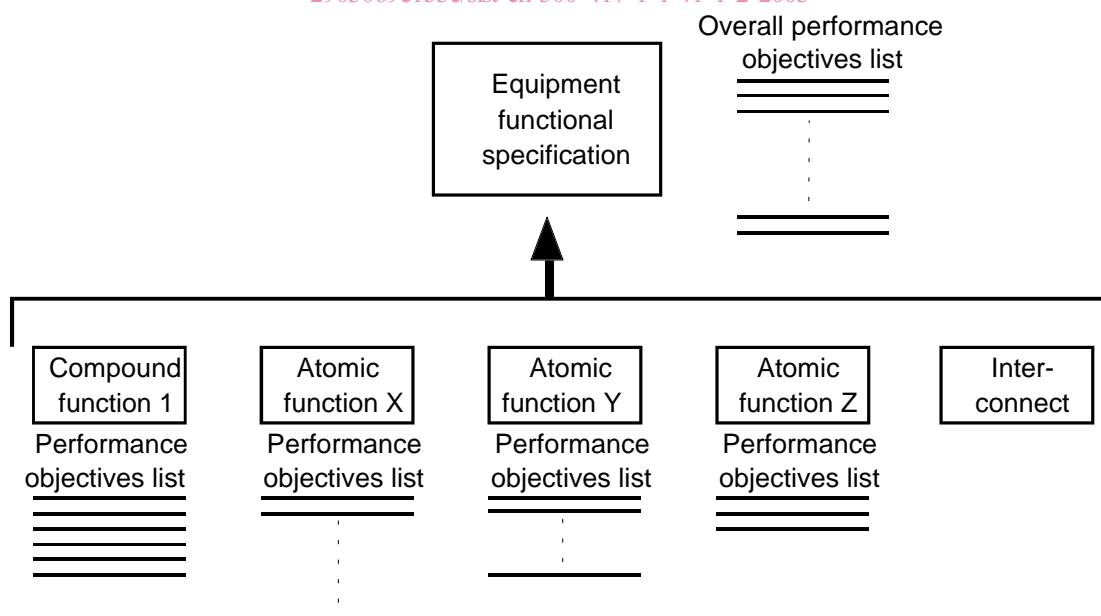 Overall performance
objectives list
Equipment
functional
specification
Compound
function 1
Atomic
function X
Atomic
function Y
Atomic
function Z
Inter-
connect
Performance
objectives list
Performance
objectives list
Performance
objectives list
Performance
objectives list